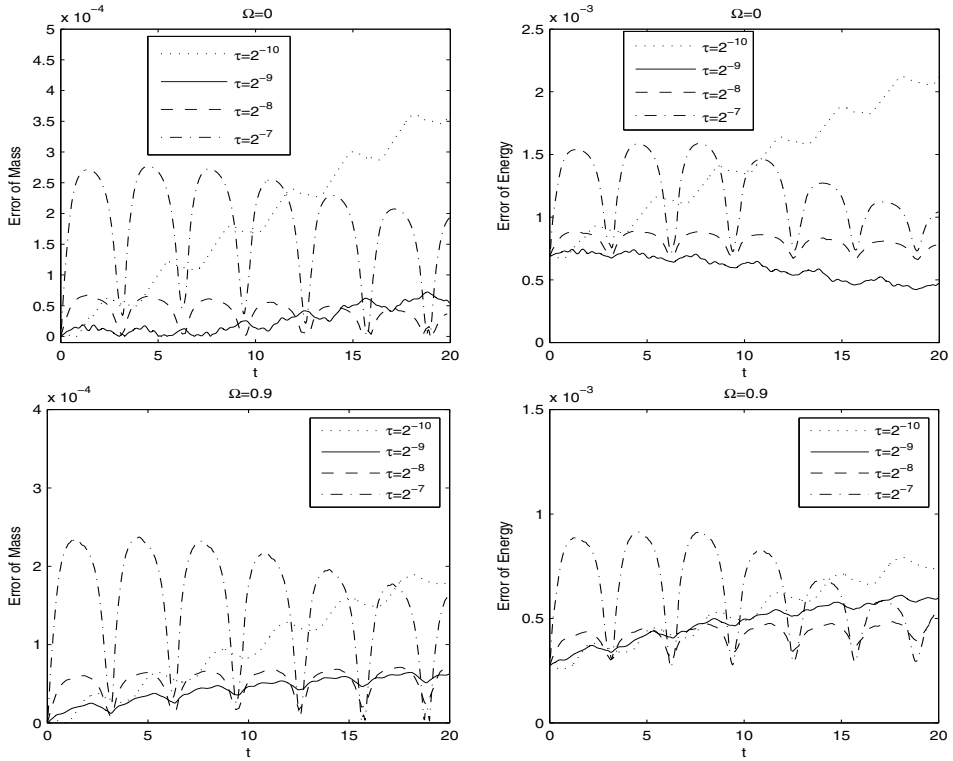 x 10⁻⁴
Ω=0
5
4.5
4
3.5
3
2.5
2
1.5
1
0.5
0
Error of Mass
τ=2⁻¹⁰
τ=2⁻⁹
τ=2⁻⁸
τ=2⁻⁷
0 5 10 15 20
t
x 10⁻³
Ω=0
2.5
2
1.5
1
0.5
0
Error of Energy
τ=2⁻¹⁰
τ=2⁻⁹
τ=2⁻⁸
τ=2⁻⁷
0 5 10 15 20
t
x 10⁻⁴
Ω=0.9
4
3
2
1
0
Error of Mass
τ=2⁻¹⁰
τ=2⁻⁹
τ=2⁻⁸
τ=2⁻⁷
0 5 10 15 20
t
x 10⁻³
Ω=0.9
1.5
1
0.5
0
Error of Energy
τ=2⁻¹⁰
τ=2⁻⁹
τ=2⁻⁸
τ=2⁻⁷
0 5 10 15 20
t